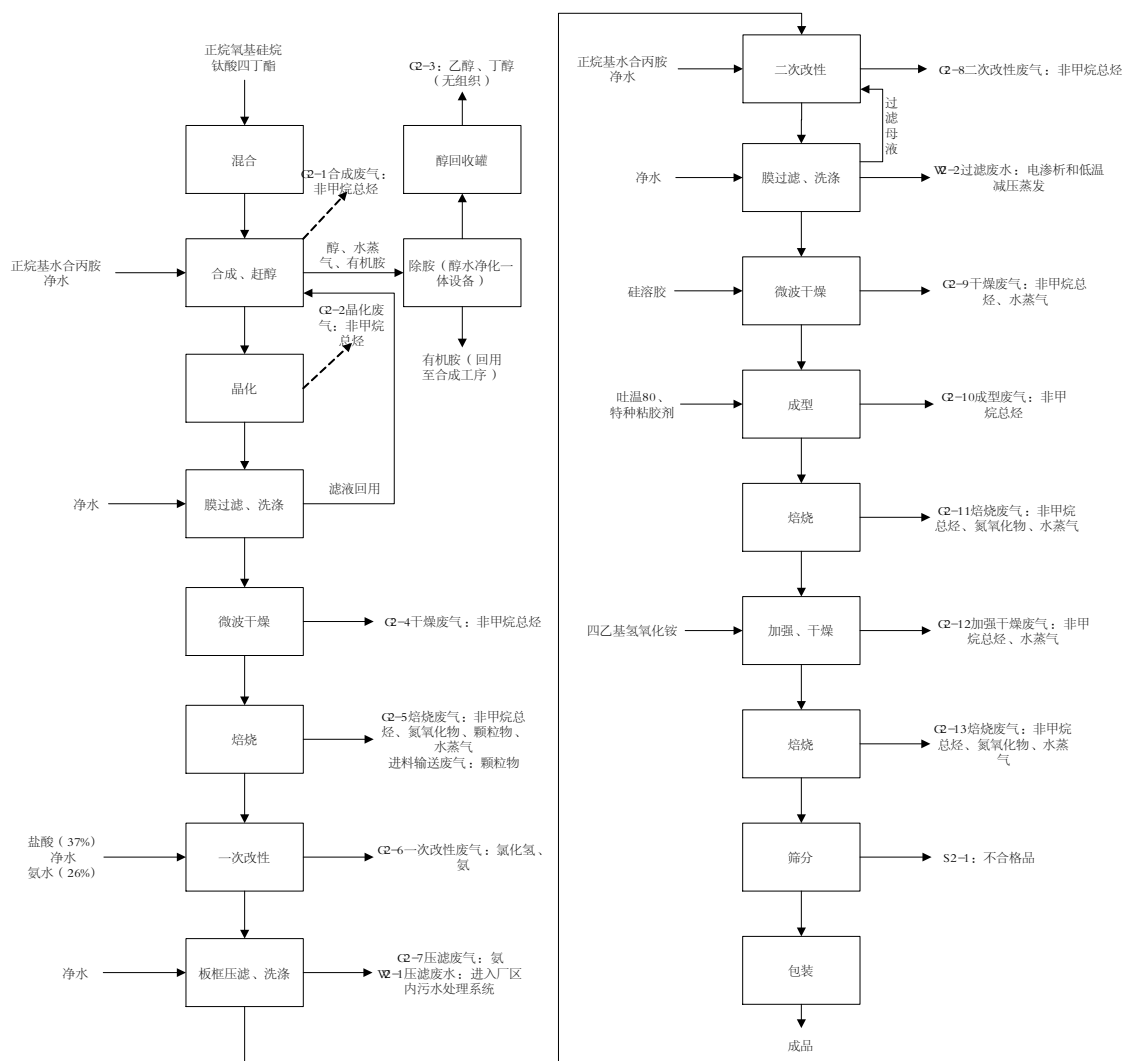 正烷氧基硅烷
钛酸四丁酯
混合
G2-1合成废气：
非甲烷总烃
G2-3：乙醇、丁醇
（无组织）
醇回收罐
正烷基水合丙胺
净水
合成、赶醇
醇、水蒸
气、有机胺
除胺（醇水净化一
体设备）
G2-2晶化废
气：非甲烷
总烃
有机胺（回用
至合成工序）
晶化
净水
膜过滤、洗涤
滤液回用
微波干燥
G2-4干燥废气：非甲烷总烃
焙烧
G2-5焙烧废气：非甲烷总
烃、氮氧化物、颗粒物、
水蒸气
进料输送废气：颗粒物
盐酸（37%）
净水
氨水（26%）
一次改性
G2-6一次改性废气：氯化氢、
氨
净水
板框压滤、洗涤
G2-7压滤废气：氨
W2-1压滤废水：进入厂区
内污水处理系统
正烷基水合丙胺
净水
二次改性
G2-8二次改性废气：非甲烷总烃
过
滤
母
液
净水
膜过滤、洗涤
W2-2过滤废水：电渗析和低温
减压蒸发
硅溶胶
微波干燥
G2-9干燥废气：非甲烷总
烃、水蒸气
吐温80、
特种粘胶剂
成型
G2-10成型废气：非甲
烷总烃
焙烧
G2-11焙烧废气：非甲烷
总烃、氮氧化物、水蒸气
四乙基氢氧化铵
加强、干燥
G2-12加强干燥废气：非甲
烷总烃、水蒸气
焙烧
G2-13焙烧废气：非甲烷
总烃、氮氧化物、水蒸
气
筛分
S2-1：不合格品
包装
成品